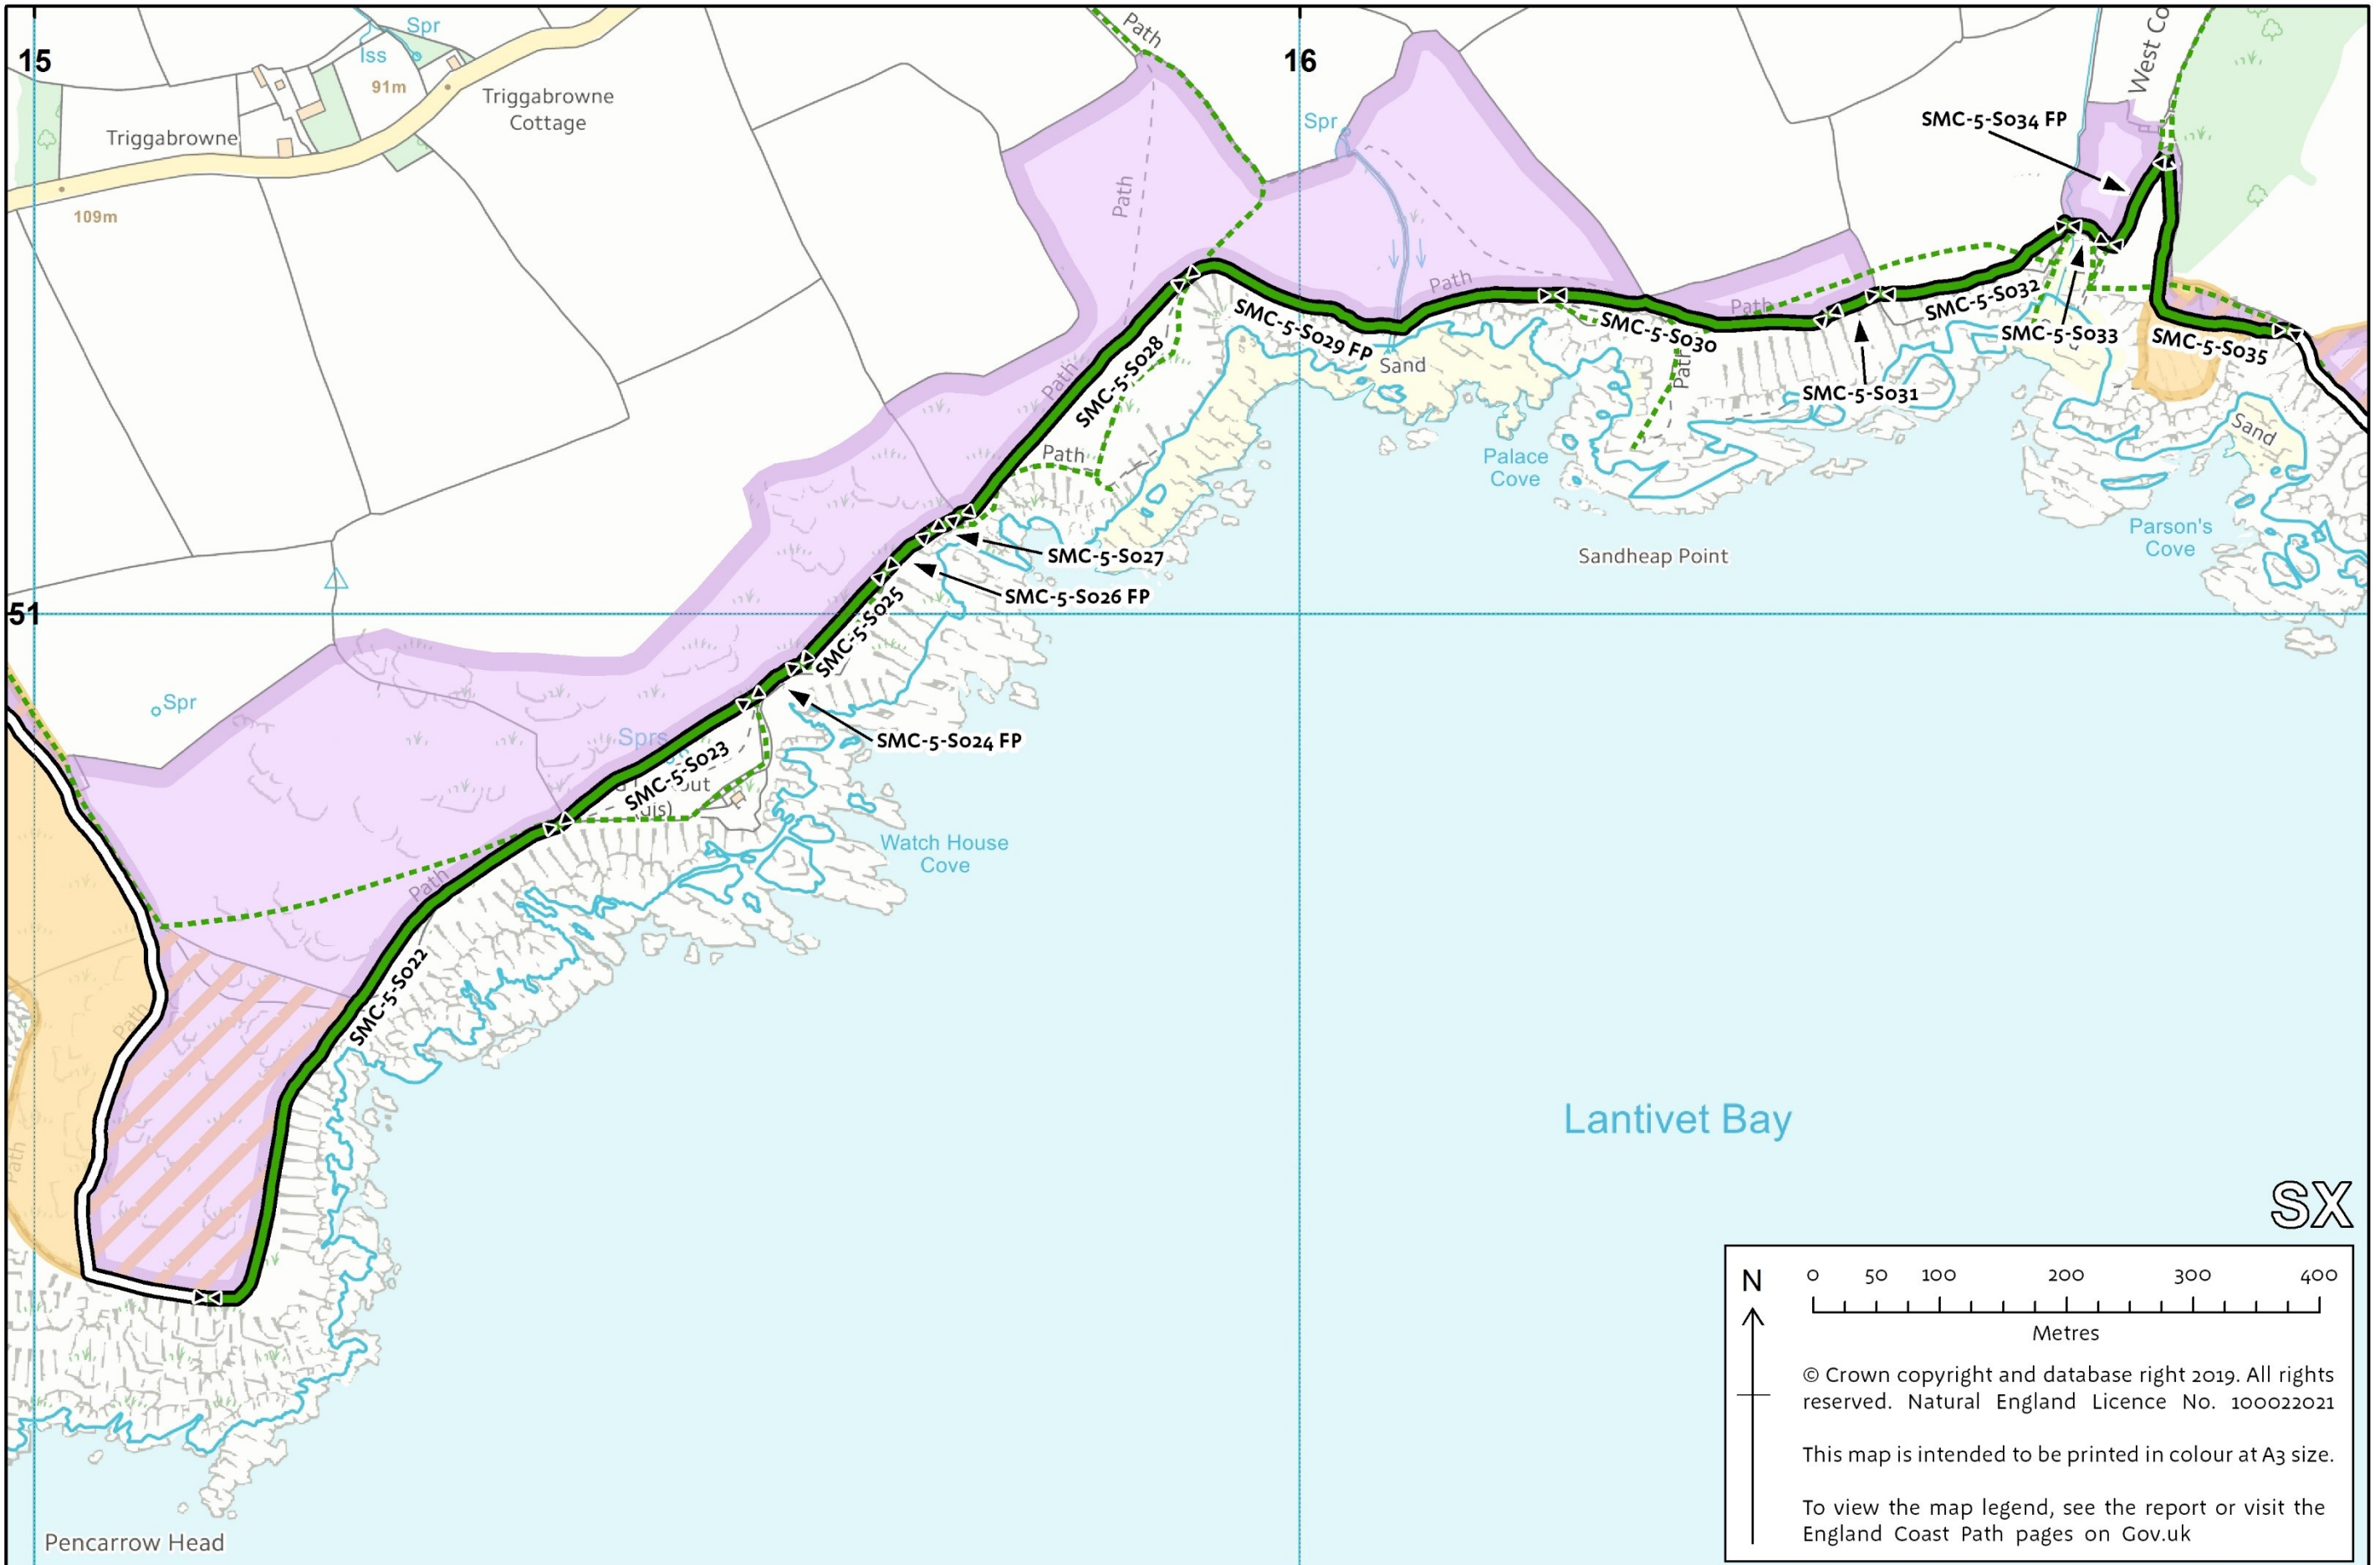 15
16
51
Spr
Iss
91m
Triggabrowne
Cottage
Triggabrowne
109m
Path
Path
Spr
West Co
SMC-5-S034 FP
Path
Path
SMC-5-S032
SMC-5-S033
SMC-5-S035
SMC-5-S029 FP
SMC-5-S030
Sand
Path
SMC-5-S031
SMC-5-S028
Path
Path
Palace
Cove
Sand
Parson's
Cove
Sandheap Point
SMC-5-S027
SMC-5-S026 FP
SMC-5-S025
SMC-5-S024 FP
Spr
Sprs
SMC-5-S023
Watch House
Cove
Path
SMC-5-S022
Path
Path
Lantivet Bay
Pencarrow Head
SX
N
0 50 100 200 300 400
Metres
© Crown copyright and database right 2019. All rights
reserved. Natural England Licence No. 100022021
This map is intended to be printed in colour at A3 size.
To view the map legend, see the report or visit the
England Coast Path pages on Gov.uk